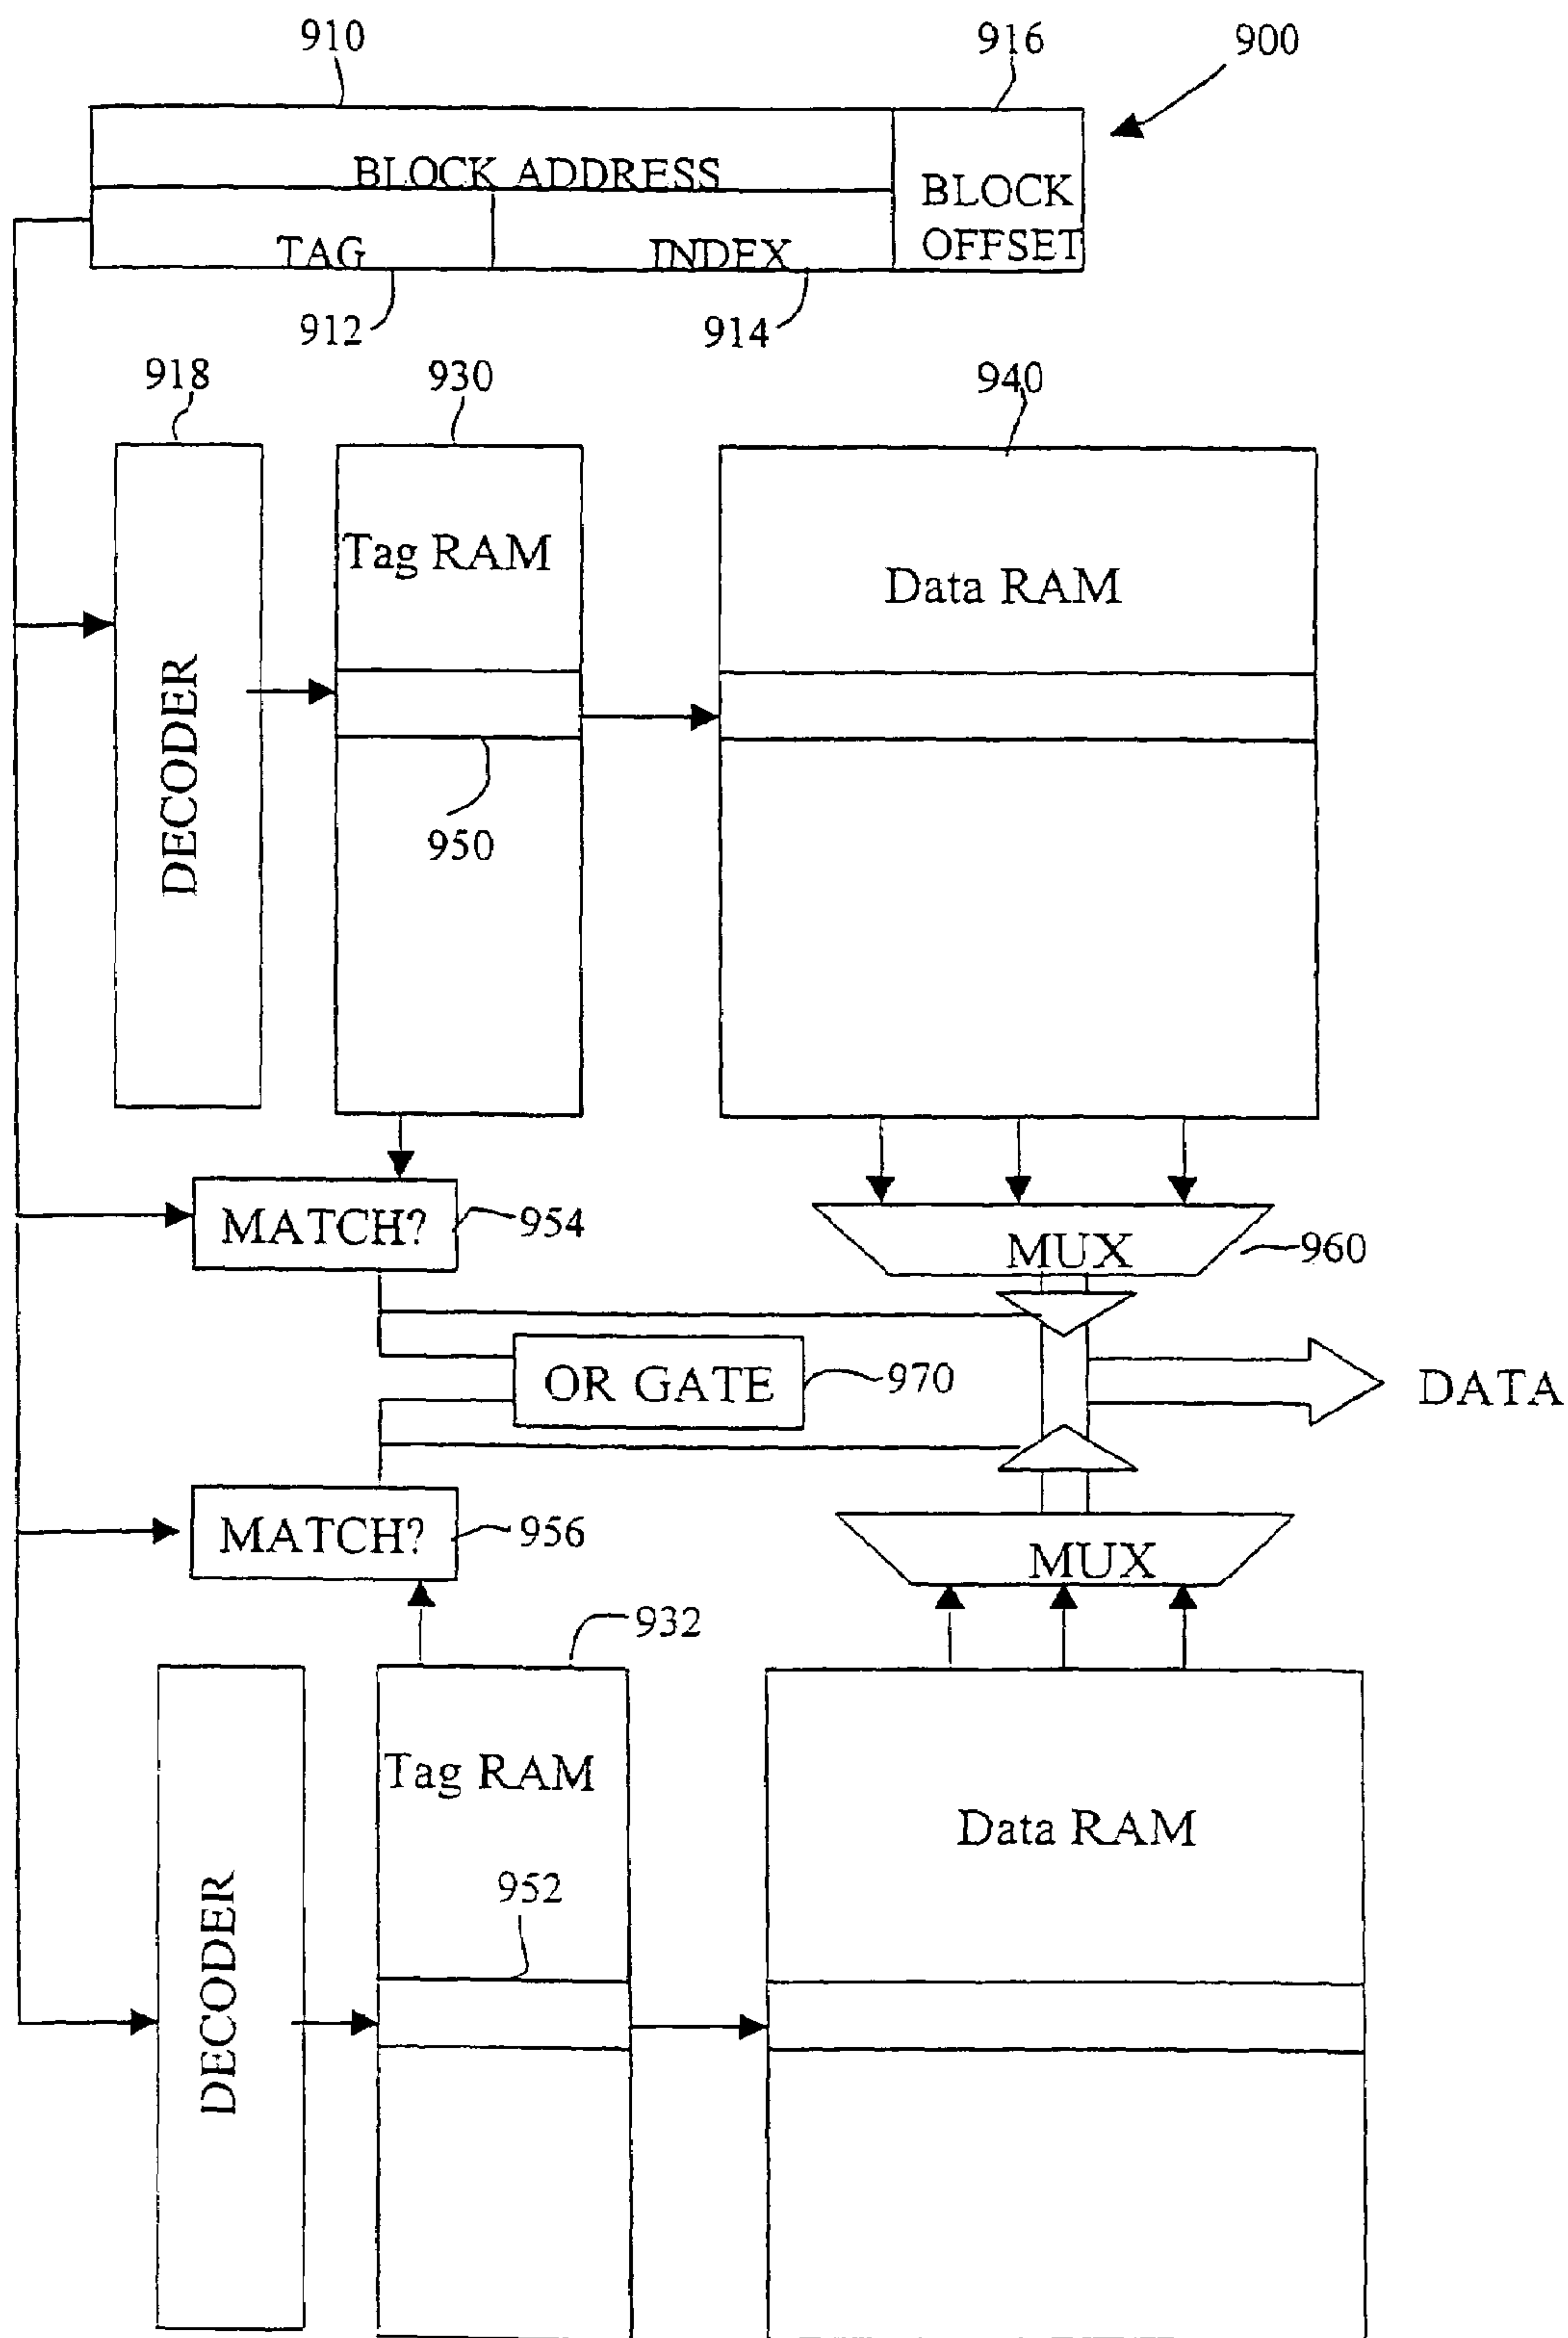 910
916
900
BLOCK ADDRESS
BLOCK
OFFSET
TAG
INDEX
912
914
918
930
940
Tag RAM
Data RAM
DECODER
950
MATCH?
954
MUX
960
OR GATE
970
DATA
MATCH?
956
MUX
932
Tag RAM
Data RAM
952
DECODER